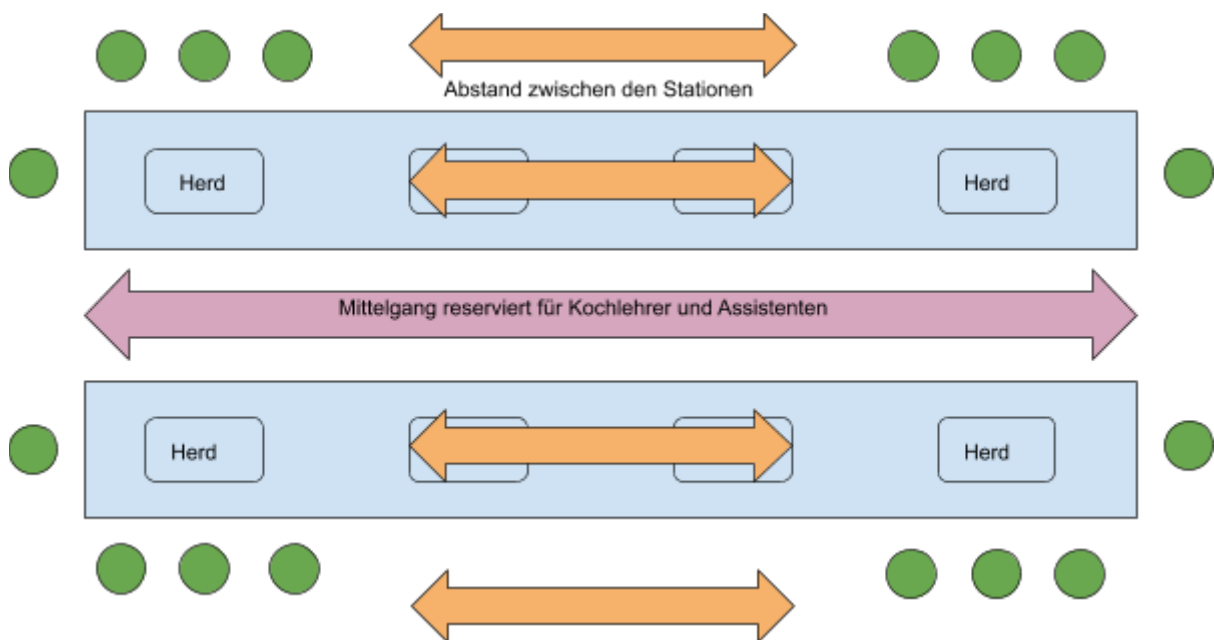 Abstand zwischen den Stationen
Herd
Herd
Mittelgang reserviert für Kochlehrer und Assistenten
Herd
Herd